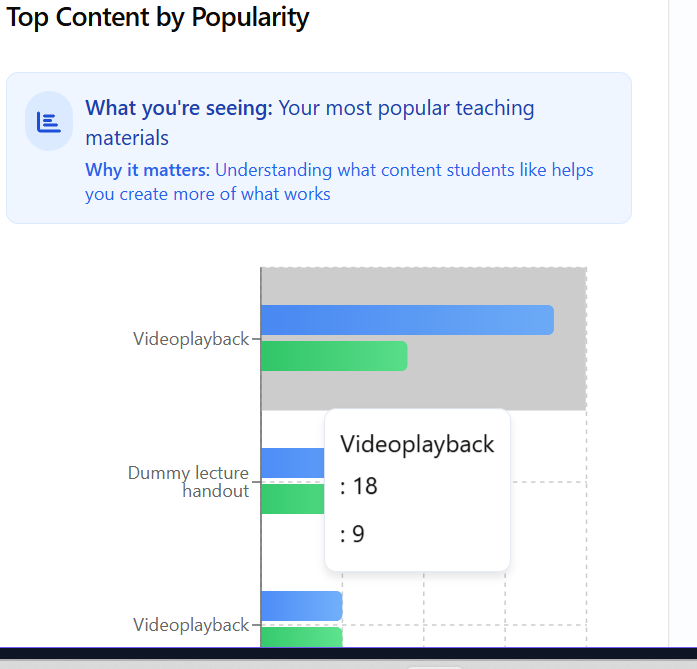 Top Content by Popularity
What you're seeing: Your most popular teaching
materials
Why it matters: Understanding what content students like helps
you create more of what works
Videoplayback
Dummy lecture
handout
Videoplayback
: 18
: 9
Videoplayback